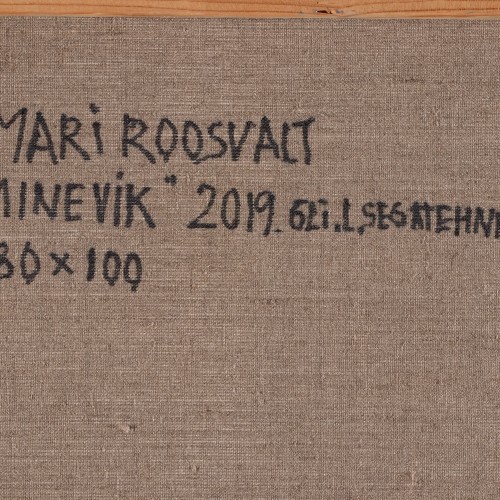 MARI ROOSVALT
MINEVIK" 2019. ÕLI, SEGATEHNI
80 × 100